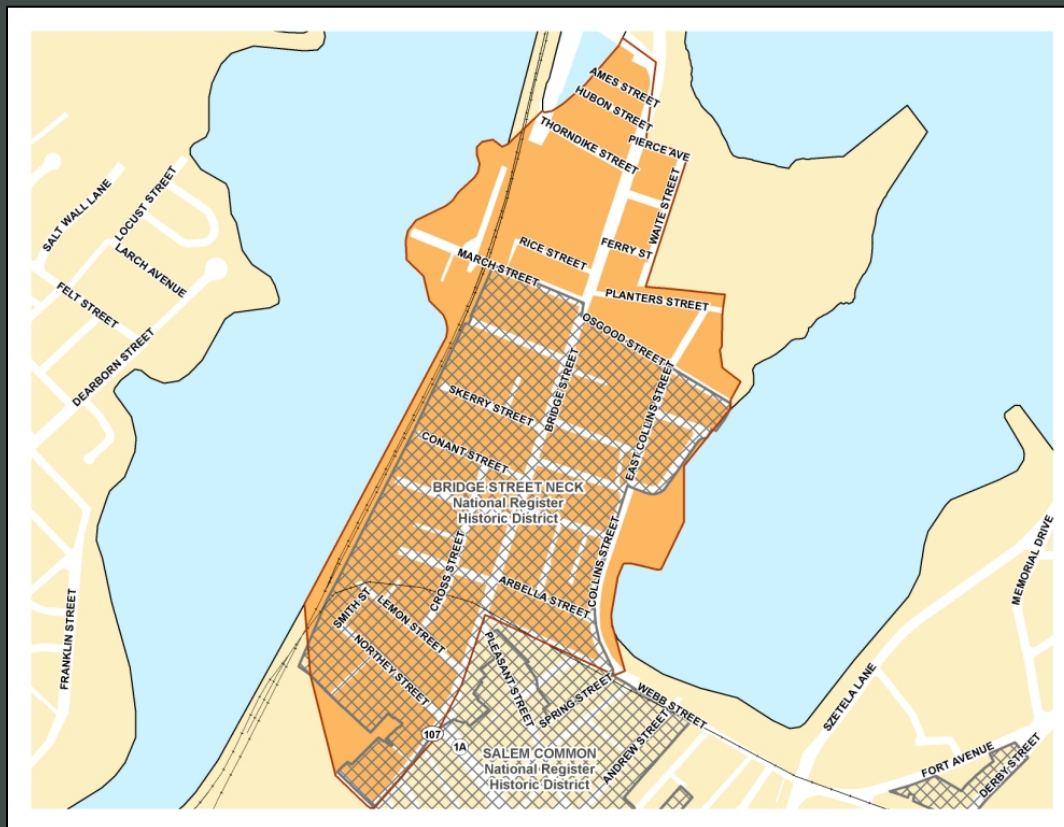 AMES STREET
HUBON STREET
THORNDIKE STREET
PIERCE AVE
WAITE STREET
SALT WALL LANE
LOCUST STREET
LARCH AVENUE
FELT STREET
DEARBORN STREET
RICE STREET
FERRY ST
MARCH STREET
PLANTERS STREET
OSGOOD STREET
BRIDGE STREET
SKERRY STREET
EAST COLLINS STREET
CONANT STREET
BRIDGE STREET NECK
National Register
Historic District
CROSS STREET
COLLINS STREET
ARBELLA STREET
SMITH ST
LEMON STREET
NORTHEY STREET
PLEASANT STREET
SPRING STREET
WEBB STREET
FRANKLIN STREET
MEMORIAL DRIVE
SZETELA LANE
107
1A
ANDREW STREET
SALEM COMMON
National Register
Historic District
FORT AVENUE
DERBY STREET